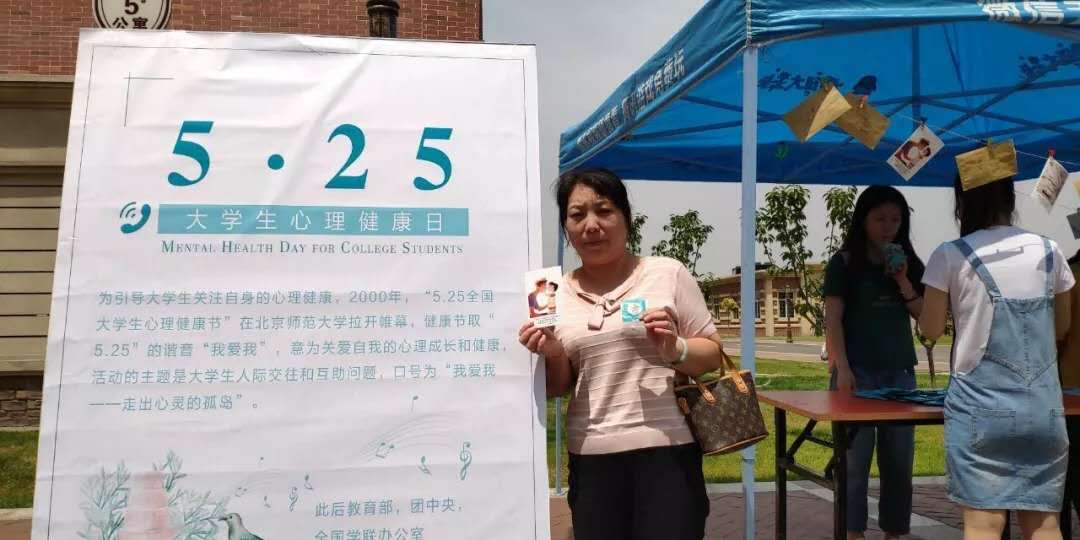 5#
公寓
5·25
大学生心理健康日
MENTAL HEALTH DAY FOR COLLEGE STUDENTS
为引导大学生关注自身的心理健康，2000年，“5.25全国
大学生心理健康节”在北京师范大学拉开帷幕，健康节取“
5.25”的谐音“我爱我”，意为关爱自我的心理成长和健康，
活动的主题是大学生人际交往和互助问题，口号为“我爱我
——走出心灵的孤岛”。
此后教育部，团中央，
全国学联办公室